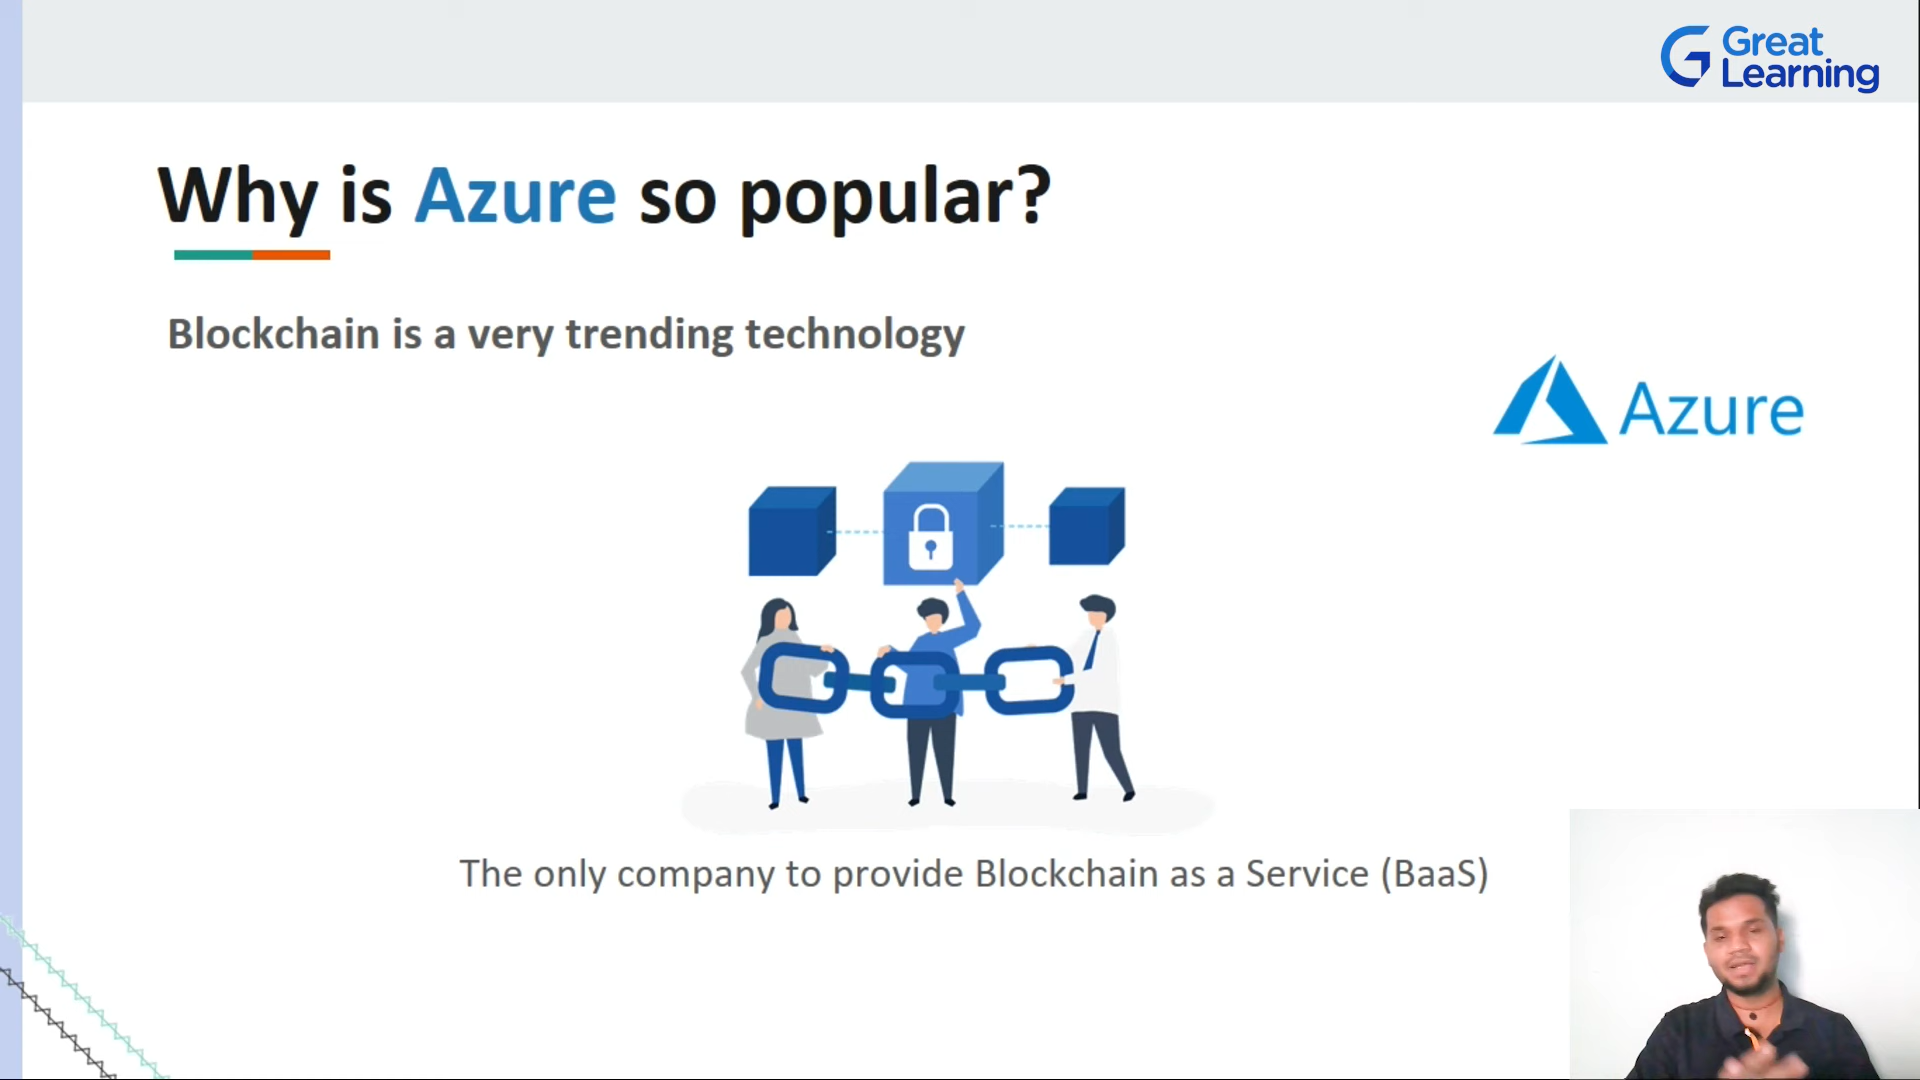 Great
Learning
Why is Azure so popular?
Blockchain is a very trending technology
Azure
The only company to provide Blockchain as a Service (BaaS)